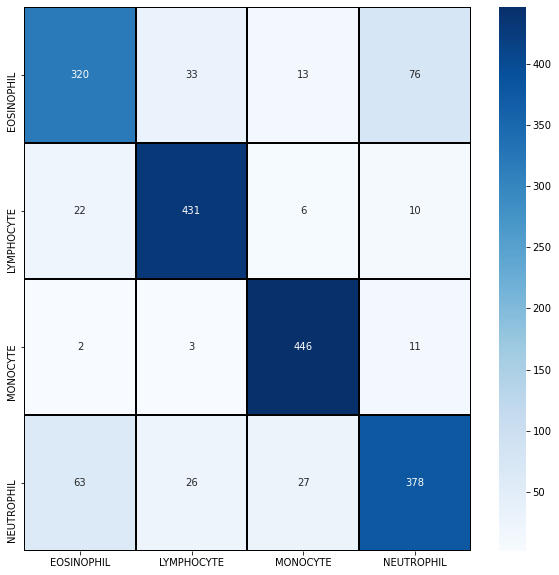 EOSINOPHIL 320 33 13 76
LYMPHOCYTE 22 431 6 10
MONOCYTE 2 3 446 11
NEUTROPHIL 63 26 27 378
EOSINOPHIL LYMPHOCYTE MONOCYTE NEUTROPHIL
400
350
300
250
200
150
100
50